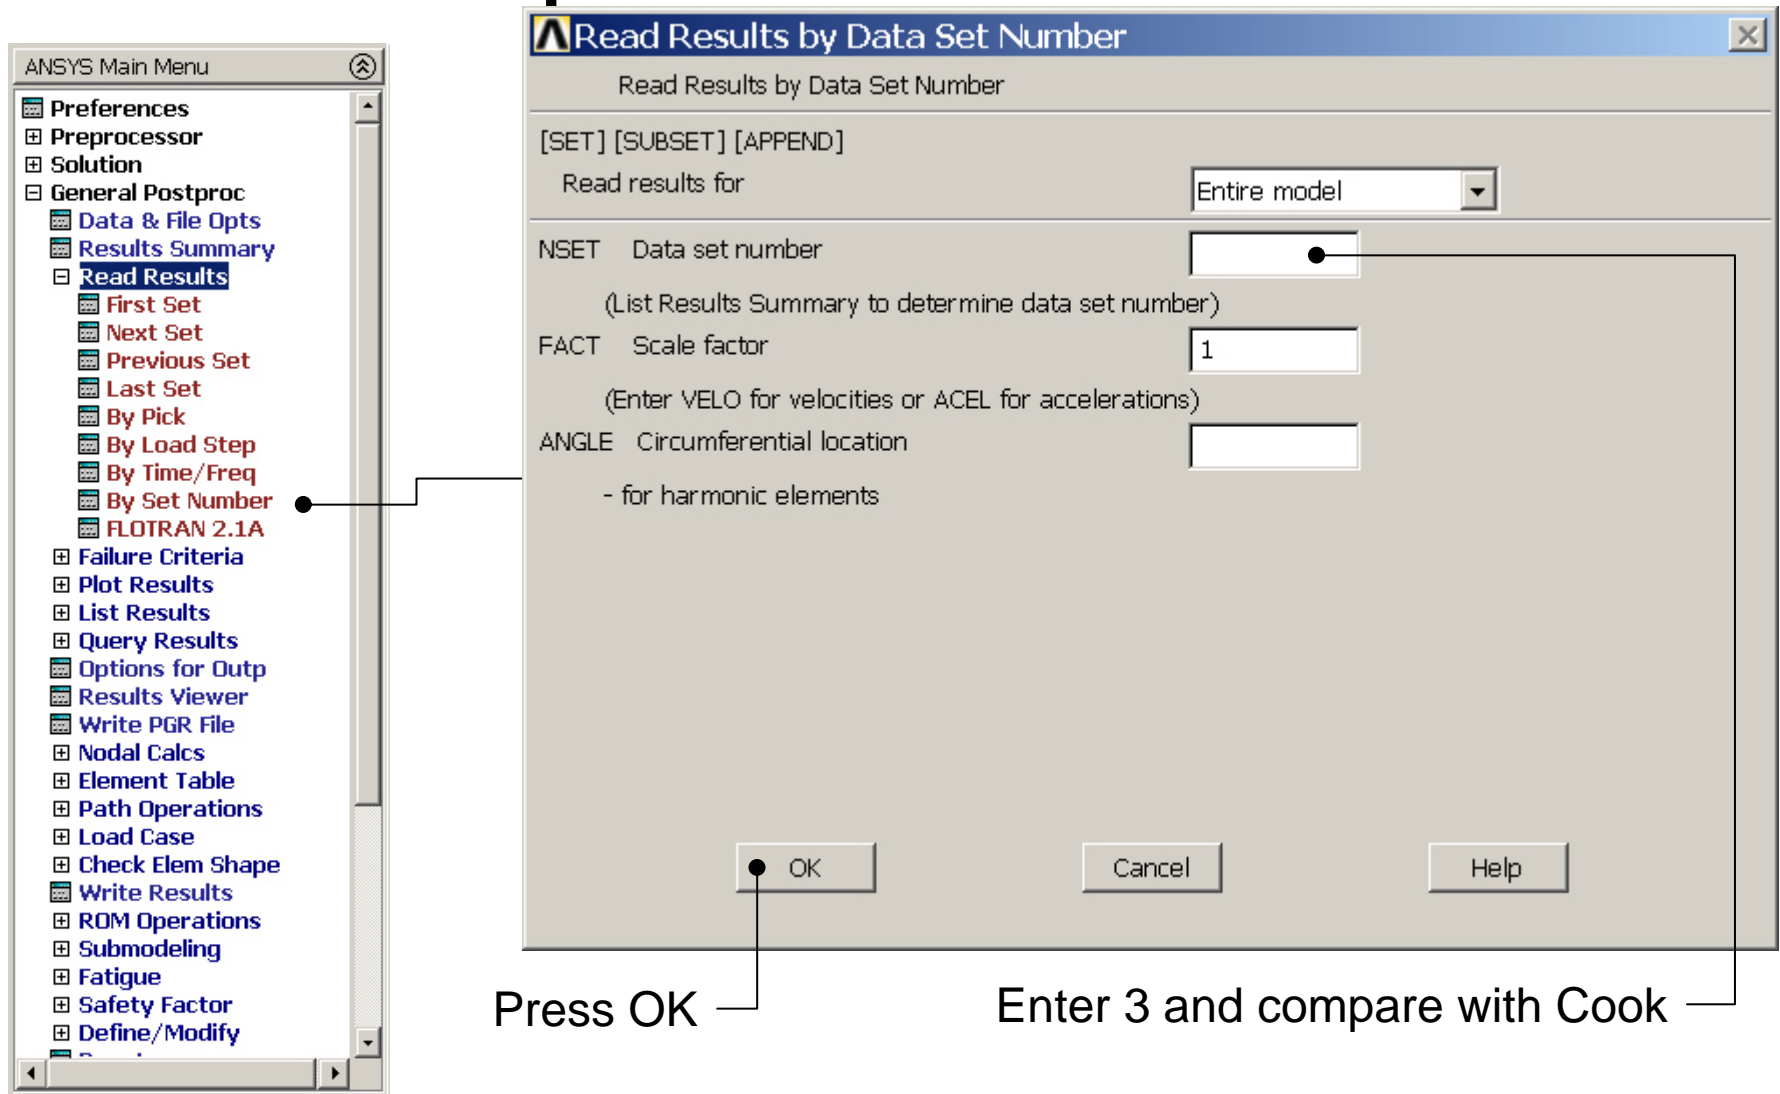 ANSYS Main Menu
Preferences
Preprocessor
Solution
General Postproc
Data & File Opts
Results Summary
Read Results
First Set
Next Set
Previous Set
Last Set
By Pick
By Load Step
By Time/Freq
By Set Number
FLOTRAN 2.1A
Failure Criteria
Plot Results
List Results
Query Results
Options for Outp
Results Viewer
Write PGR File
Nodal Calcs
Element Table
Path Operations
Load Case
Check Elem Shape
Write Results
ROM Operations
Submodeling
Fatigue
Safety Factor
Define/Modify
Read Results by Data Set Number
Read Results by Data Set Number
[SET] [SUBSET] [APPEND]
Read results for Entire model
NSET Data set number
(List Results Summary to determine data set number)
FACT Scale factor 1
(Enter VELO for velocities or ACEL for accelerations)
ANGLE Circumferential location
- for harmonic elements
OK Cancel Help
Press OK
Enter 3 and compare with Cook